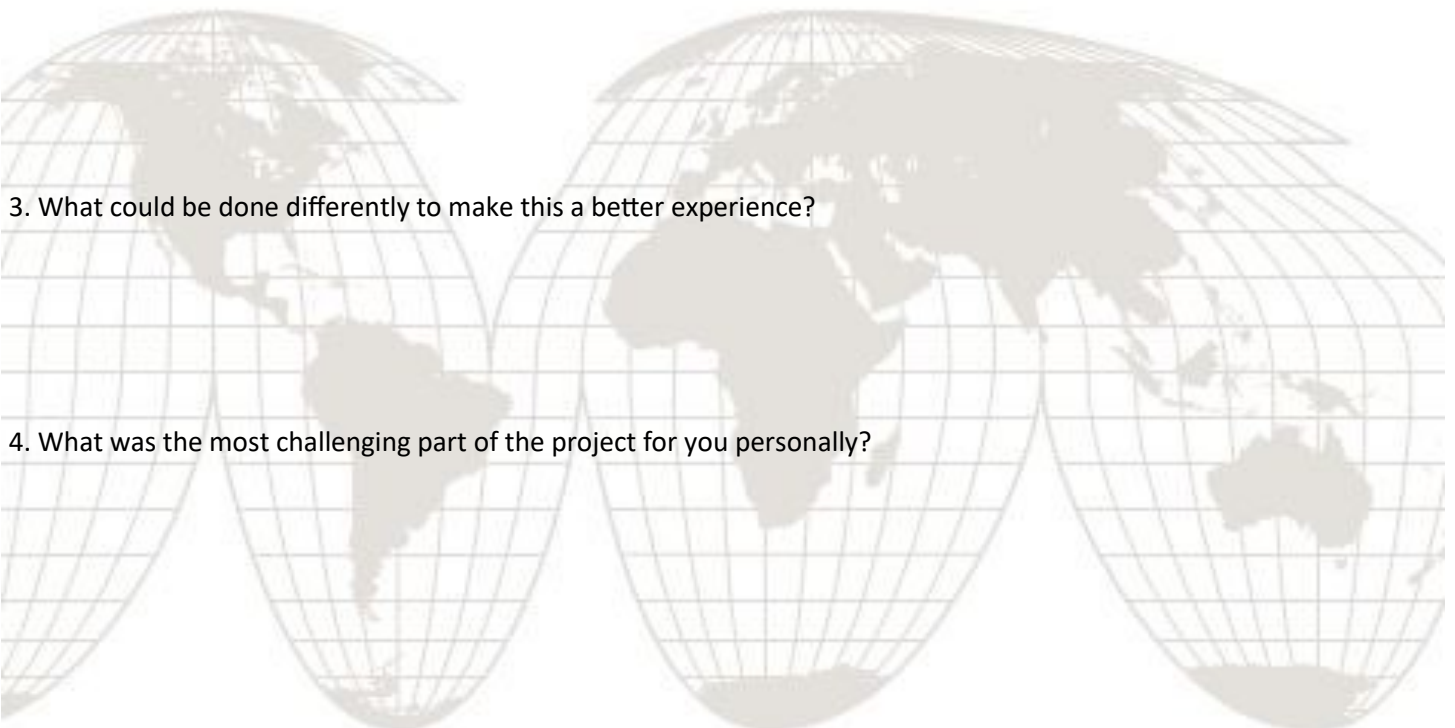 3. What could be done differently to make this a better experience?
4. What was the most challenging part of the project for you personally?